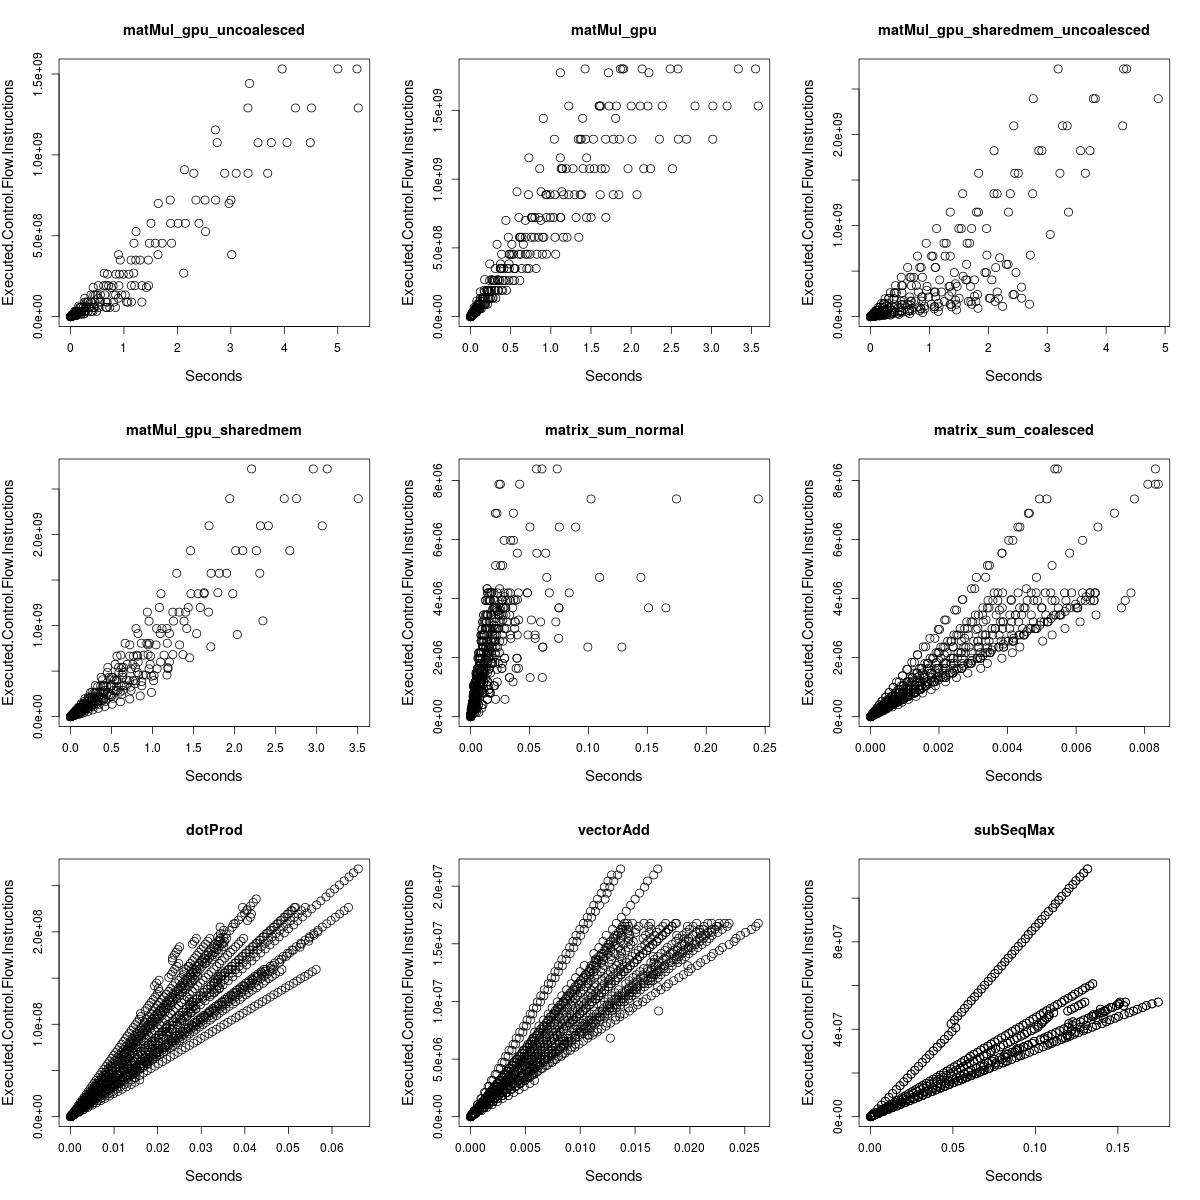 matMul_gpu_uncoalesced
Executed.Control.Flow.Instructions
0.0e+00 5.0e+08 1.0e+09 1.5e+09
0 1 2 3 4 5
Seconds
matMul_gpu
Executed.Control.Flow.Instructions
0.0e+00 5.0e+08 1.0e+09 1.5e+09
0.0 0.5 1.0 1.5 2.0 2.5 3.0 3.5
Seconds
matMul_gpu_sharedmem_uncoalesced
Executed.Control.Flow.Instructions
0.0e+00 1.0e+09 2.0e+09
0 1 2 3 4 5
Seconds
matMul_gpu_sharedmem
Executed.Control.Flow.Instructions
0.0e+00 1.0e+09 2.0e+09
0.0 0.5 1.0 1.5 2.0 2.5 3.0 3.5
Seconds
matrix_sum_normal
Executed.Control.Flow.Instructions
0e+00 2e+06 4e+06 6e+06 8e+06
0.00 0.05 0.10 0.15 0.20 0.25
Seconds
matrix_sum_coalesced
Executed.Control.Flow.Instructions
0e+00 2e+06 4e+06 6e+06 8e+06
0.000 0.002 0.004 0.006 0.008
Seconds
dotProd
Executed.Control.Flow.Instructions
0.0e+00 1.0e+08 2.0e+08
0.00 0.01 0.02 0.03 0.04 0.05 0.06
Seconds
vectorAdd
Executed.Control.Flow.Instructions
0.0e+00 5.0e+06 1.0e+07 1.5e+07 2.0e+07
0.000 0.005 0.010 0.015 0.020 0.025
Seconds
subSeqMax
Executed.Control.Flow.Instructions
0e+00 4e+07 8e+07
0.00 0.05 0.10 0.15
Seconds